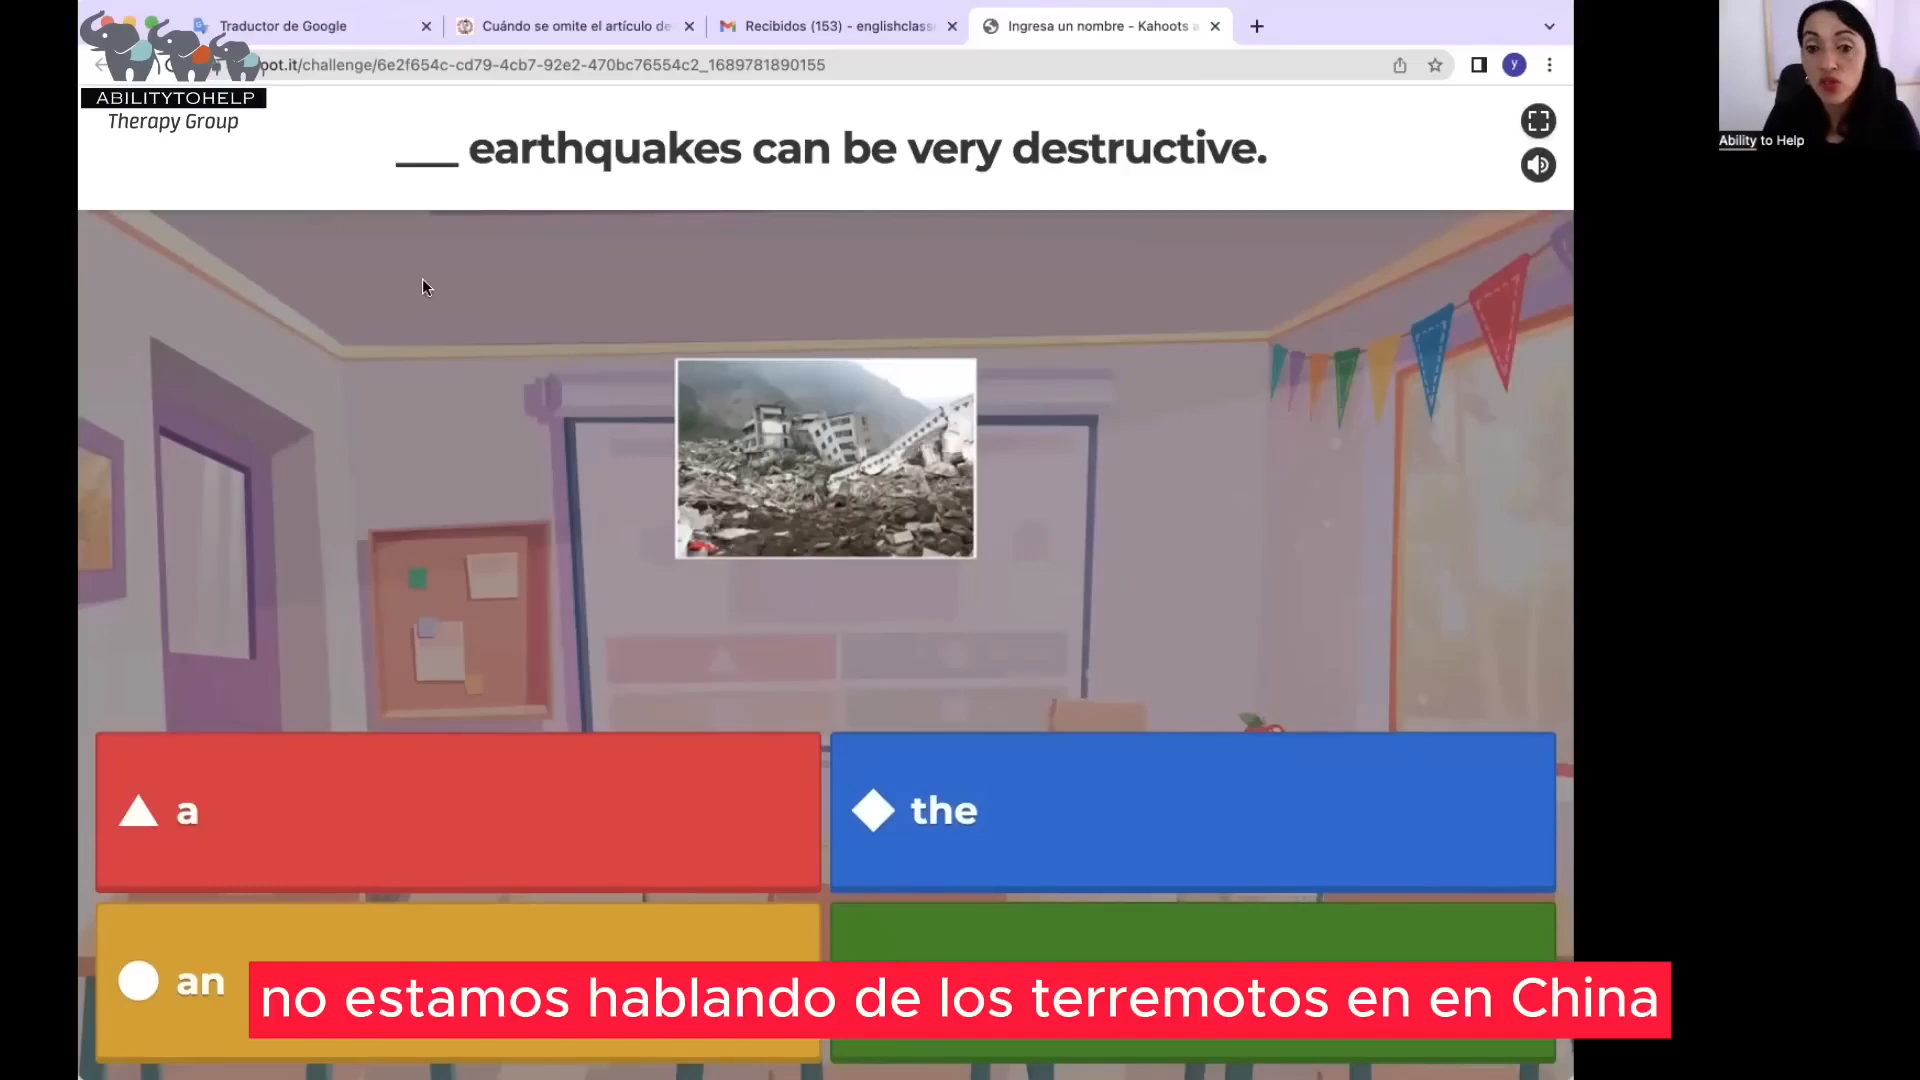 Traductor de Google
Cuándo se omite el artículo de
Recibidos (153) - englishclass
Ingresa un nombre - Kahoots a
oot.it/challenge/6e2f654c-cd79-4cb7-92e2-470bc76554c2_1689781890155
y
ABILITYTOHELP
Therapy Group
Ability to Help
___ earthquakes can be very destructive.
a
the
an
no estamos hablando de los terremotos en en China